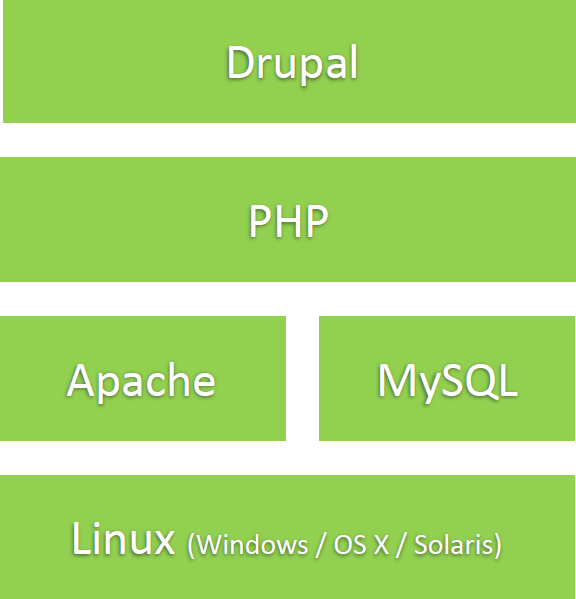 Drupal
PHP
Apache
MySQL
Linux (Windows / OS X / Solaris)